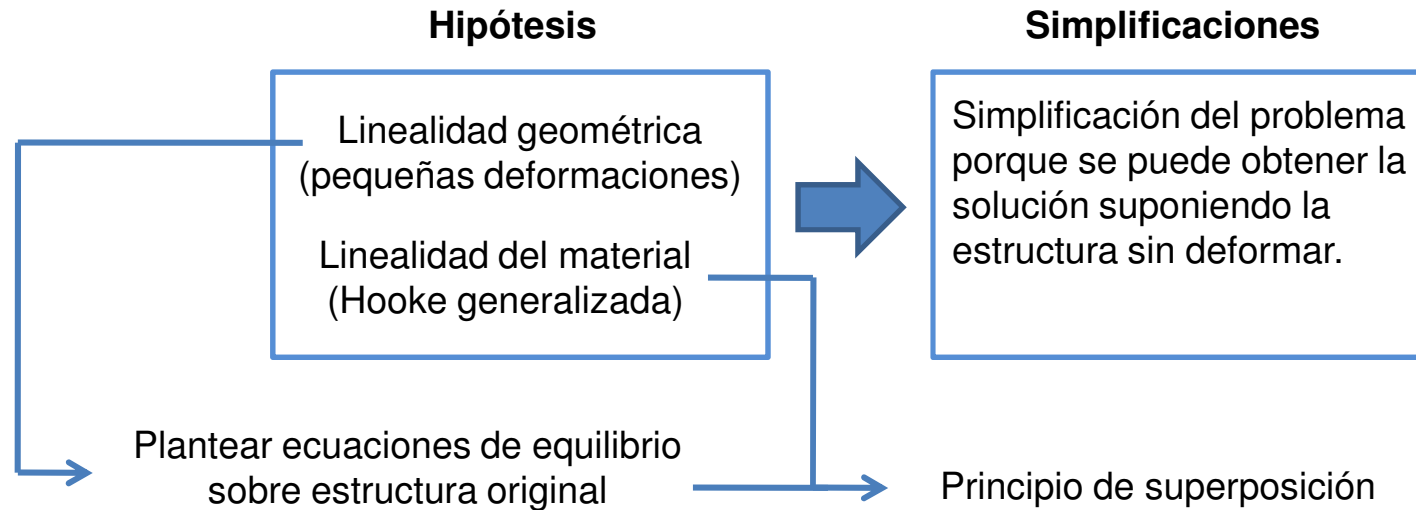 Hipótesis
Simplificaciones
Linealidad geométrica
(pequeñas deformaciones)
Linealidad del material
(Hooke generalizada)
Simplificación del problema
porque se puede obtener la
solución suponiendo la
estructura sin deformar.
Plantear ecuaciones de equilibrio
sobre estructura original
Principio de superposición